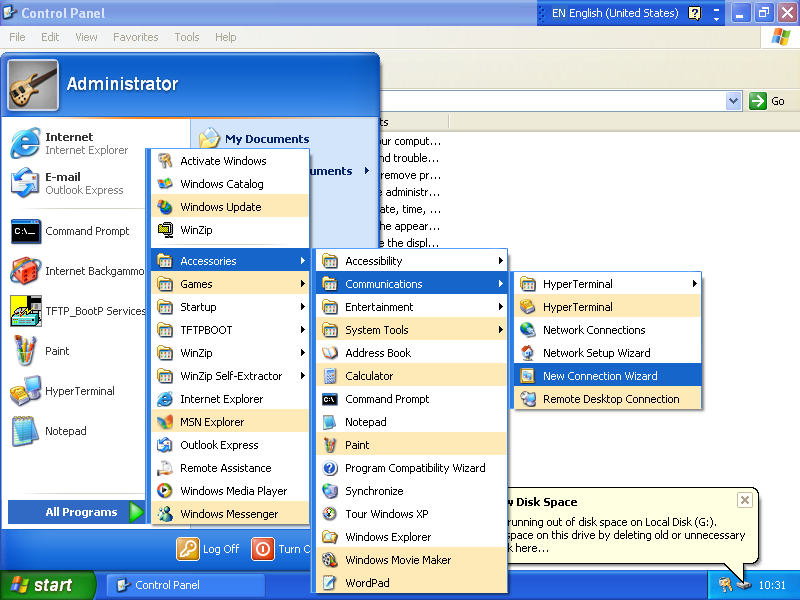 Control Panel
EN English (United States)
File Edit View Favorites Tools Help
Administrator
Go
Internet
Internet Explorer
E-mail
Outlook Express
Command Prompt
Internet Backgammo
TFTP_BootP Services
Paint
HyperTerminal
Notepad
All Programs
My Documents
uments
ts
our comput...
nd trouble...
remove pr...
e administr...
ate, time, ...
he appear...
e the displ...
Activate Windows
Windows Catalog
Windows Update
WinZip
Accessories
Games
Startup
TFTPBOOT
WinZip
WinZip Self-Extractor
Internet Explorer
MSN Explorer
Outlook Express
Remote Assistance
Windows Media Player
Windows Messenger
Accessibility
Communications
Entertainment
System Tools
Address Book
Calculator
Command Prompt
Notepad
Paint
Program Compatibility Wizard
Synchronize
Tour Windows XP
Windows Explorer
Windows Movie Maker
WordPad
HyperTerminal
HyperTerminal
Network Connections
Network Setup Wizard
New Connection Wizard
Remote Desktop Connection
w Disk Space
running out of disk space on Local Disk (G:).
space on this drive by deleting old or unnecessary
k here...
Log Off
Turn C
start
Control Panel
10:31